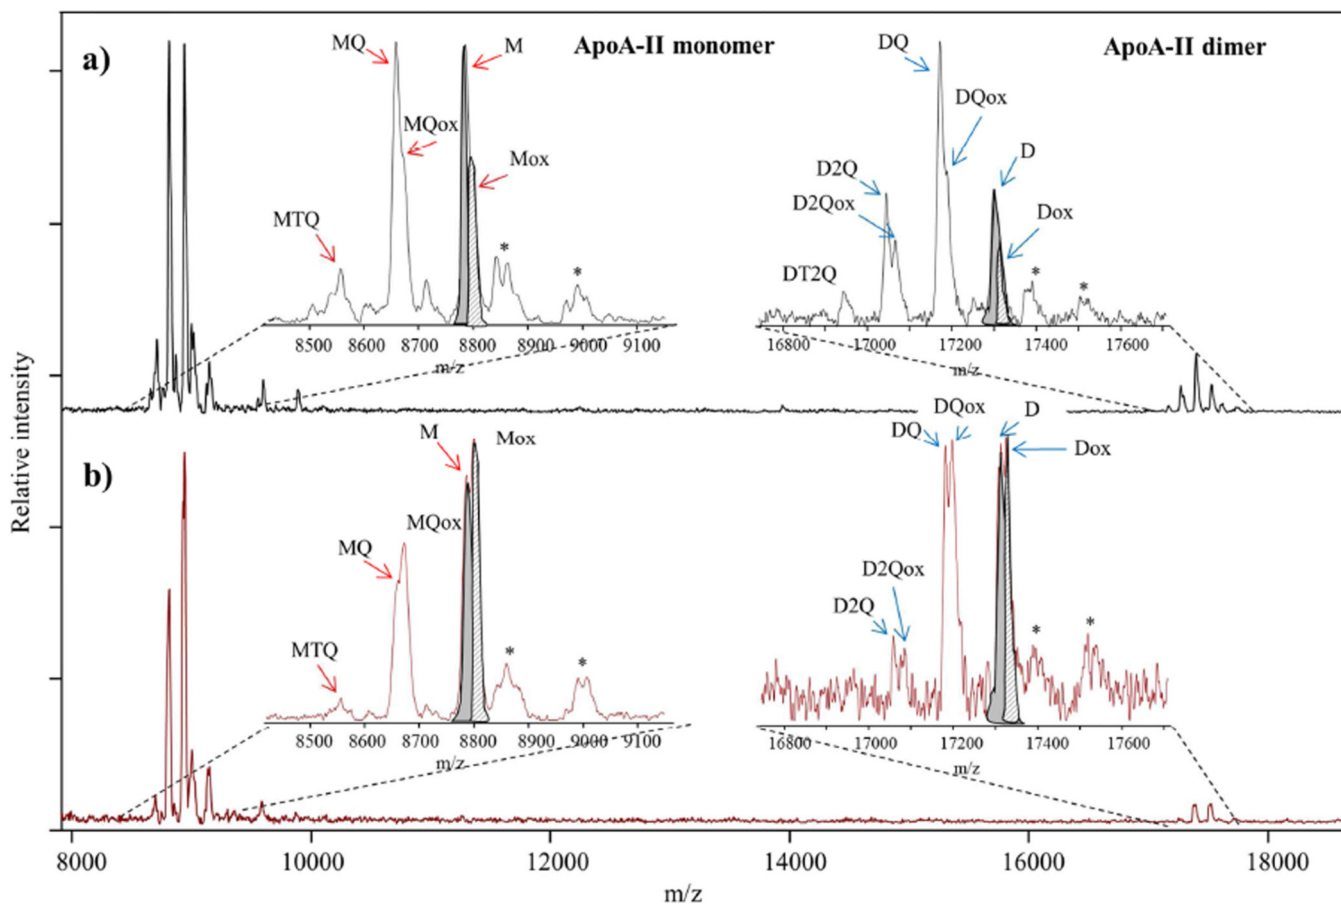 a)
ApoA-II monomer
ApoA-II dimer
MQ
M
MQox
Mox
MTQ
*
*
8500 8600 8700 8800 8900 9000 9100
m/z
DQ
DQox
D2Q
D
D2Qox
Dox
DT2Q
*
*
16800 17000 17200 17400 17600
m/z
b)
M
Mox
MQox
MQ
MTQ
*
*
8500 8600 8700 8800 8900 9000 9100
m/z
DQox
DQ
D
Dox
D2Qox
D2Q
*
*
16800 17000 17200 17400 17600
m/z
Relative intensity
8000 10000 12000 14000 16000 18000
m/z